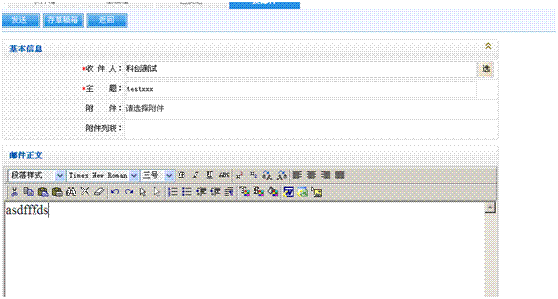 发送 存草稿箱 返回
基本信息
*收 件 人： 科创测试 选
*主 题： testxxx
附 件： 请选择附件
附件列表：
邮件正文
段落样式 Times New Roman 三号 B I U ABC
asdfffds